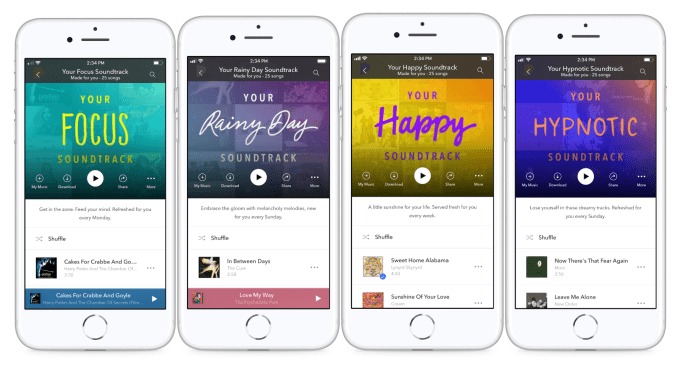 2:34 PM
Your Focus Soundtrack
Made for you · 25 songs
YOUR
FOCUS
SOUNDTRACK
My Music
Download
Share
More
Get in the zone. Feed your mind. Refreshed for you
every Monday.
Shuffle
Cakes For Crabbe And Go...
Harry Potter And The Chamber Of S...
3:50
Cakes For Crabbe And Goyle
Harry Potter And The Chamber Of Secrets
2:34 PM
Your Rainy Day Soundtrack
Made for you · 25 songs
YOUR
Rainy Day
SOUNDTRACK
My Music
Download
Share
More
Embrace the gloom with melancholy melodies, new
for you every Sunday.
Shuffle
In Between Days
The Cure
2:58
Love My Way
The Psychedelic Furs
2:34 PM
Your Happy Soundtrack
Made for you · 25 songs
YOUR
Happy
SOUNDTRACK
My Music
Download
Share
More
A little sunshine for your life. Served fresh for you
every week.
Shuffle
Sweet Home Alabama
Lynyrd Skynyrd
4:43
Sunshine Of Your Love
Cream
2:34 PM
Your Hypnotic Soundtrack
Made for you · 25 songs
YOUR
HYPNOTIC
SOUNDTRACK
My Music
Download
Share
More
Lose yourself in these dreamy tracks. Refreshed for
you every Sunday.
Shuffle
Now There's That Fear Again
Múm
3:56
Leave Me Alone
New Order